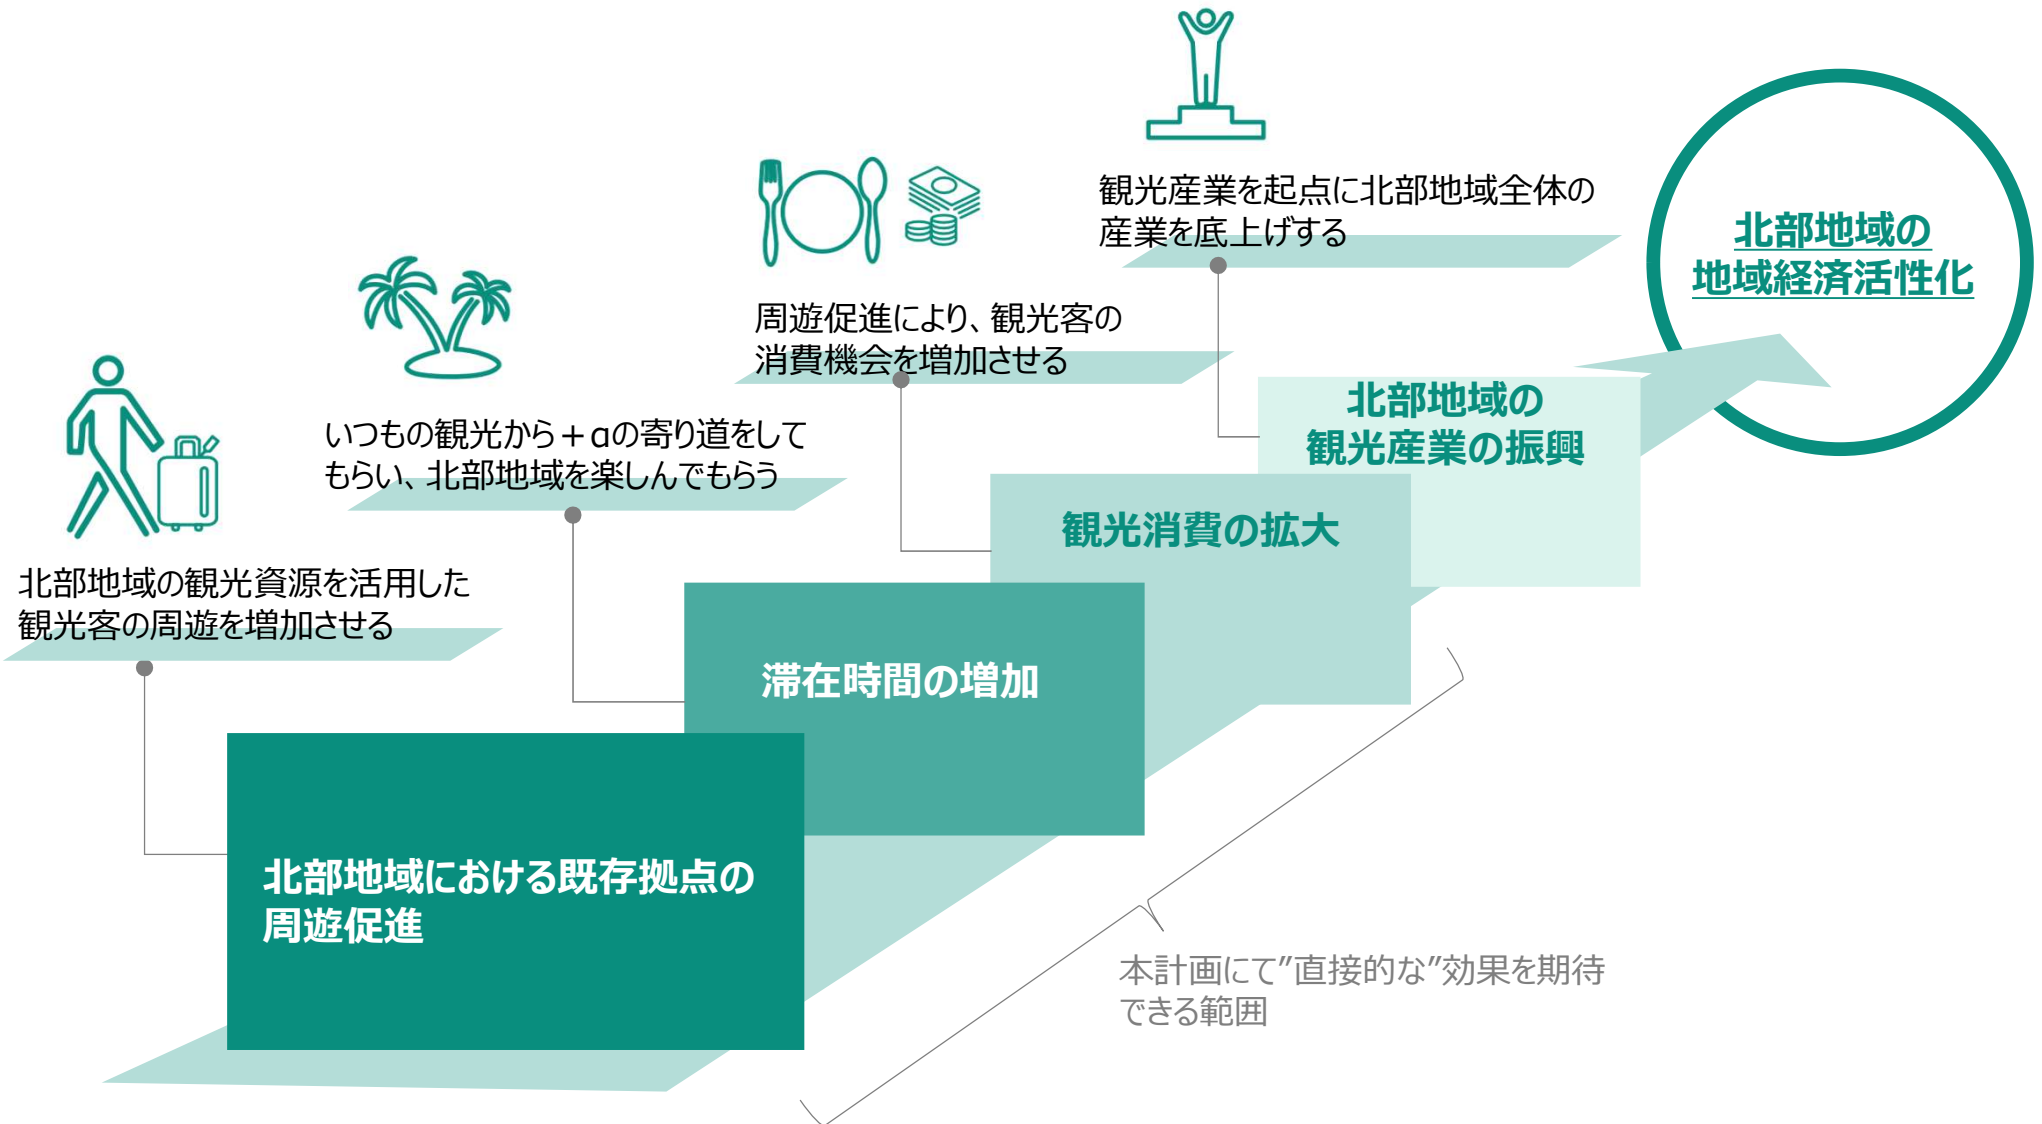 観光産業を起点に北部地域全体の
産業を底上げする
北部地域の
地域経済活性化
周遊促進により、観光客の
消費機会を増加させる
北部地域の
観光産業の振興
いつもの観光から+αの寄り道をして
もらい、北部地域を楽しんでもらう
観光消費の拡大
北部地域の観光資源を活用した
観光客の周遊を増加させる
滞在時間の増加
北部地域における既存拠点の
周遊促進
本計画にて”直接的な”効果を期待
できる範囲